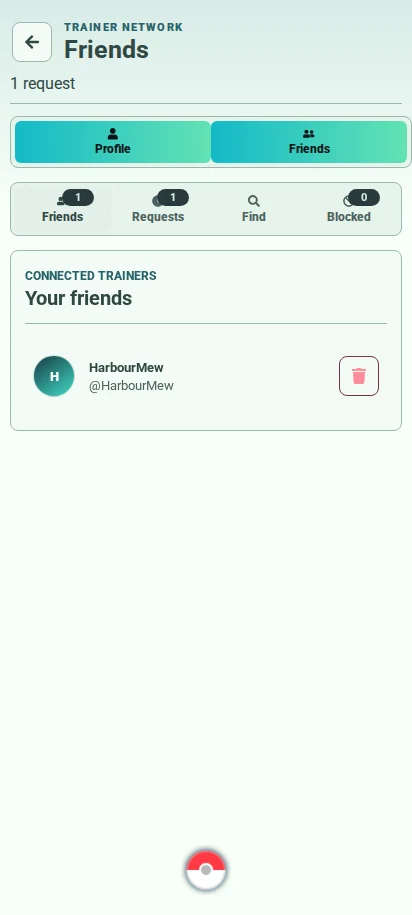 TRAINER NETWORK
Friends
1 request
Profile
Friends
1
1
0
Friends
Requests
Find
Blocked
CONNECTED TRAINERS
Your friends
H
HarbourMew
@HarbourMew